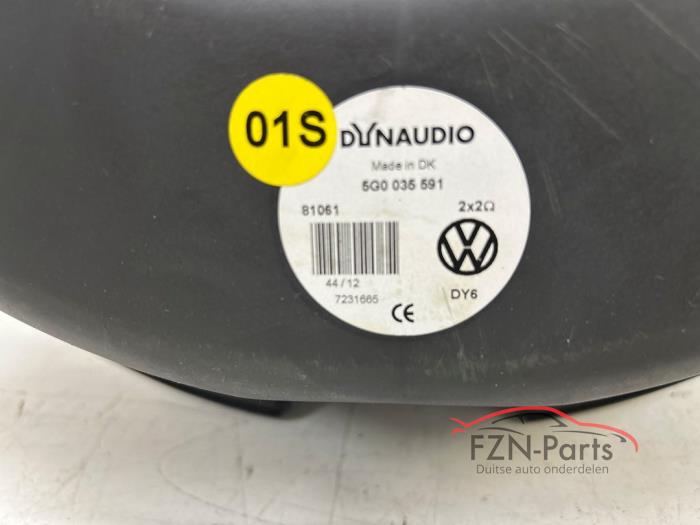 01S
DYNAUDIO
Made in DK
5G0 035 591
81061
2x2Ω
44/12
7231665
DY6
CE
FZN-Parts
Duitse auto onderdelen